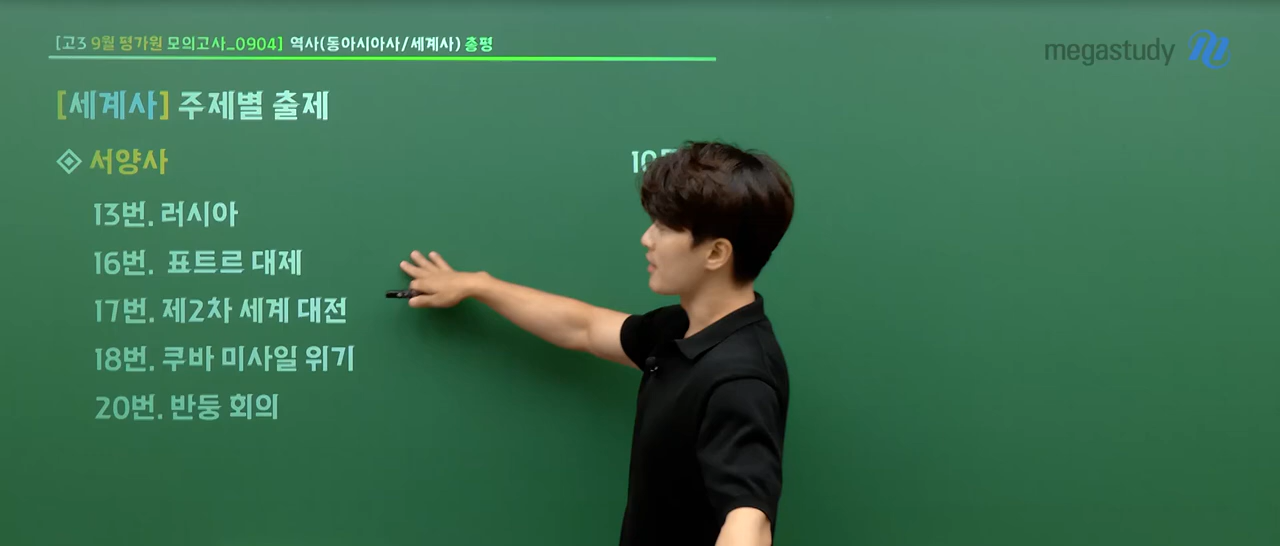 [고3 9월 평가원 모의고사_0904] 역사(동아시아사/세계사) 총평
megastudy
[세계사] 주제별 출제
서양사
13번. 러시아
16번. 표트르 대제
17번. 제2차 세계 대전
18번. 쿠바 미사일 위기
20번. 반둥 회의